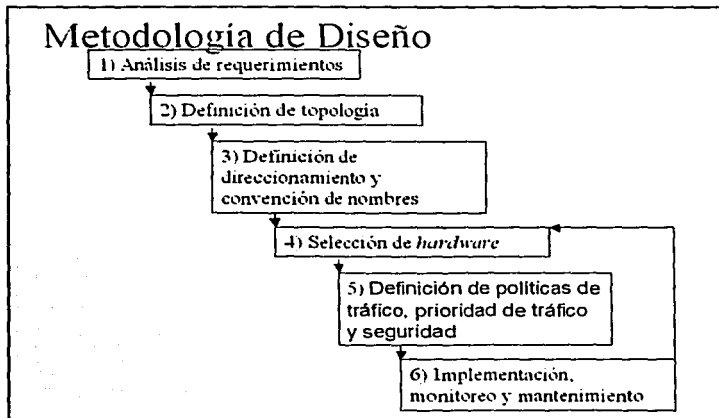 Metodología de Diseño
1) Análisis de requerimientos
2) Definición de topología
3) Definición de
direccionamiento y
convención de nombres
4) Selección de hardware
5) Definición de políticas de
tráfico, prioridad de tráfico
y seguridad
6) Implementación,
monitoreo y mantenimiento